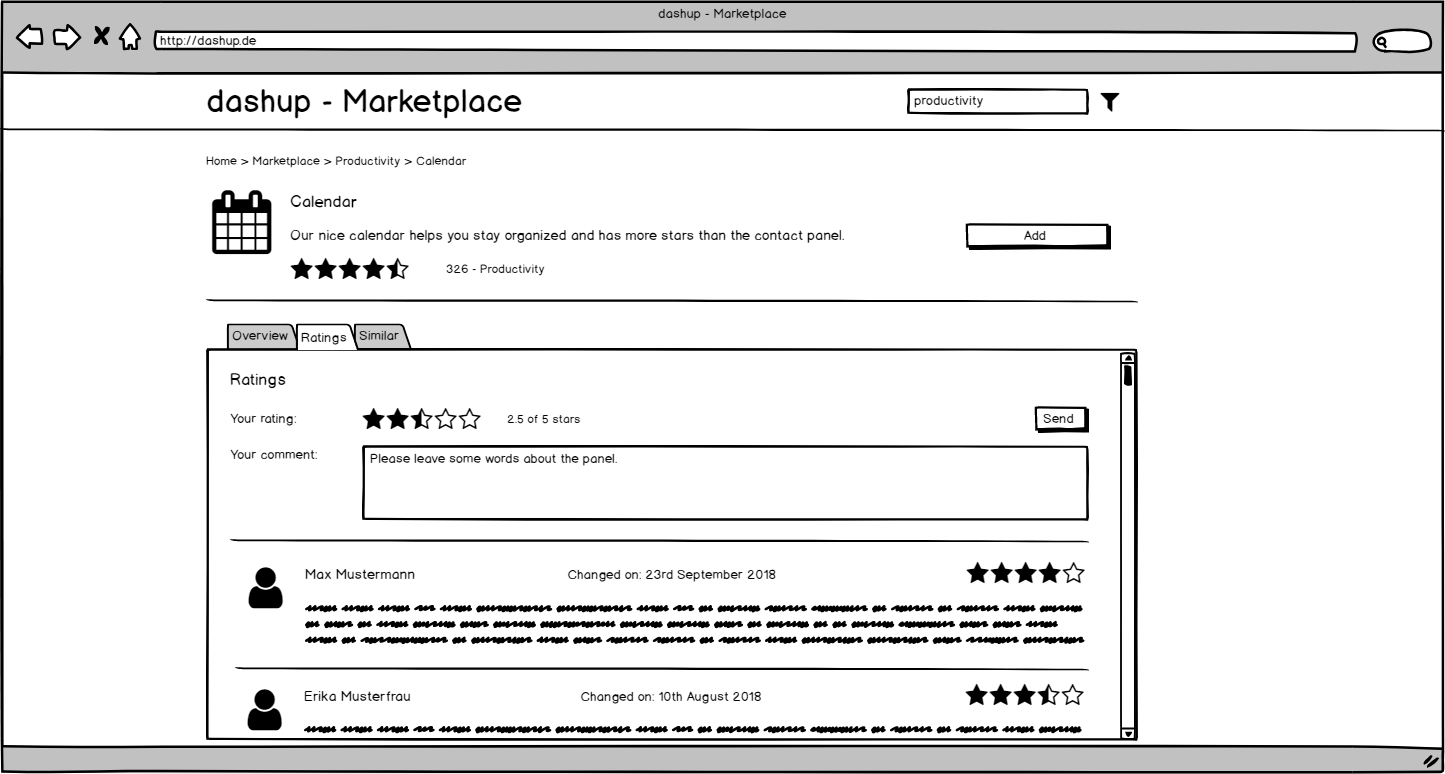 dashup - Marketplace
http://dashup.de
dashup - Marketplace
productivity
Home > Marketplace > Productivity > Calendar
Calendar
Our nice calendar helps you stay organized and has more stars than the contact panel.
Add
326 - Productivity
Overview
Ratings
Similar
Ratings
Your rating:
2.5 of 5 stars
Send
Your comment:
Please leave some words about the panel.
Max Mustermann
Changed on: 23rd September 2018
Erika Musterfrau
Changed on: 10th August 2018